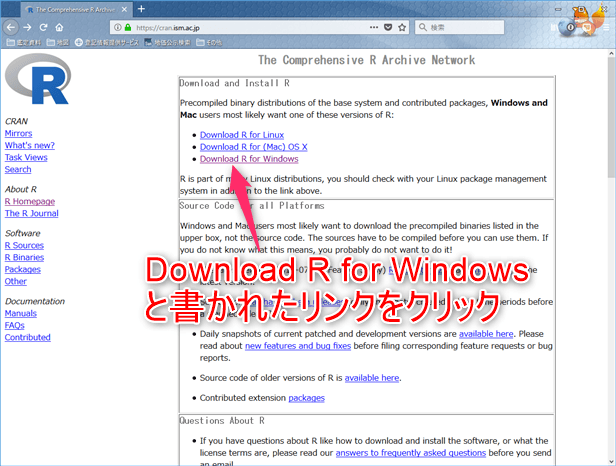 The Comprehensive R Archive
https://cran.ism.ac.jp
検索
鑑定資料 地図 登記情報提供サービス 地価公示検索 その他
The Comprehensive R Archive Network
R
CRAN
Mirrors
What's new?
Task Views
Search
About R
R Homepage
The R Journal
Software
R Sources
R Binaries
Packages
Other
Documentation
Manuals
FAQs
Contributed
Download and Install R
Precompiled binary distributions of the base system and contributed packages, Windows and
Mac users most likely want one of these versions of R:
Download R for Linux
Download R for (Mac) OS X
Download R for Windows
R is part of many Linux distributions, you should check with your Linux package management
system in addition to the link above.
Source Code for all Platforms
Windows and Mac users most likely want to download the precompiled binaries listed in the
upper box, not the source code. The sources have to be compiled before you can use them. If
you do not know what this means, you probably do not want to do it!
Download R for Windows
と書かれたリンクをクリック
periods before
Daily snapshots of current patched and development versions are available here. Please
read about new features and bug fixes before filing corresponding feature requests or bug
reports.
Source code of older versions of R is available here.
Contributed extension packages
Questions About R
If you have questions about R like how to download and install the software, or what the
license terms are, please read our answers to frequently asked questions before you send
an email.